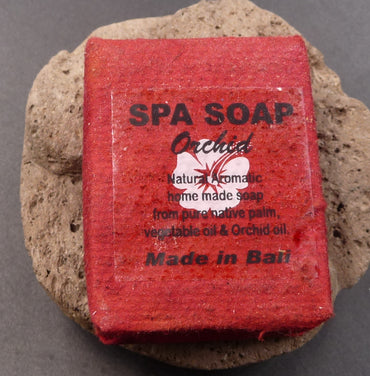 SPA SOAP
Orchid
Natural Aromatic
home made soap
from pure native palm,
vegetable oil & Orchid oil.
Made in Bali